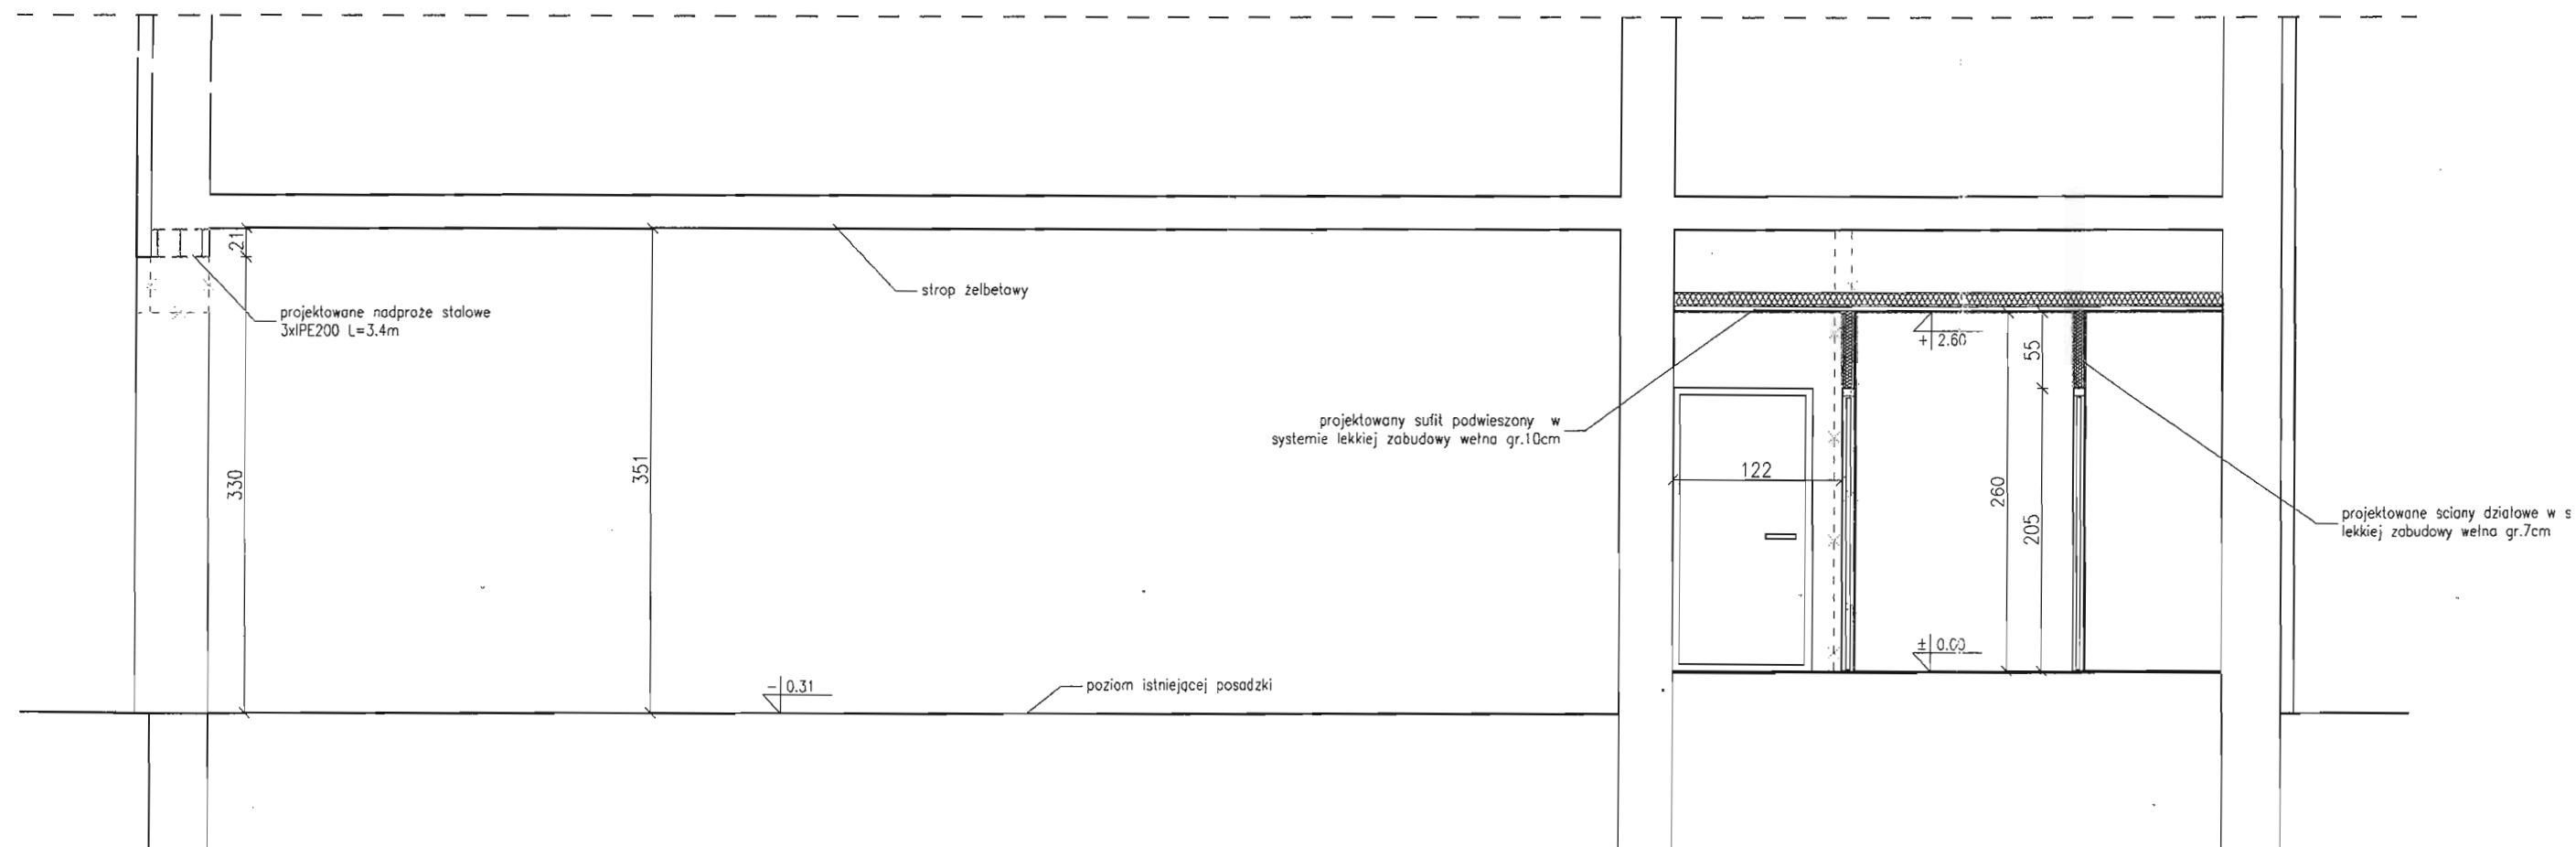 21
strop żelbetawy
projektowane nadproże stalowe
3xIPE200 L=3.4m
+ 2.60
55
projektowany sufit podwieszony w
systemie lekkiej zabudowy wełna gr.10cm
330
351
122
260
205
projektowane ściany działowe w s
lekkiej zabudowy wełna gr.7cm
± 0.00
- 0.31
poziom istniejącej posadzki